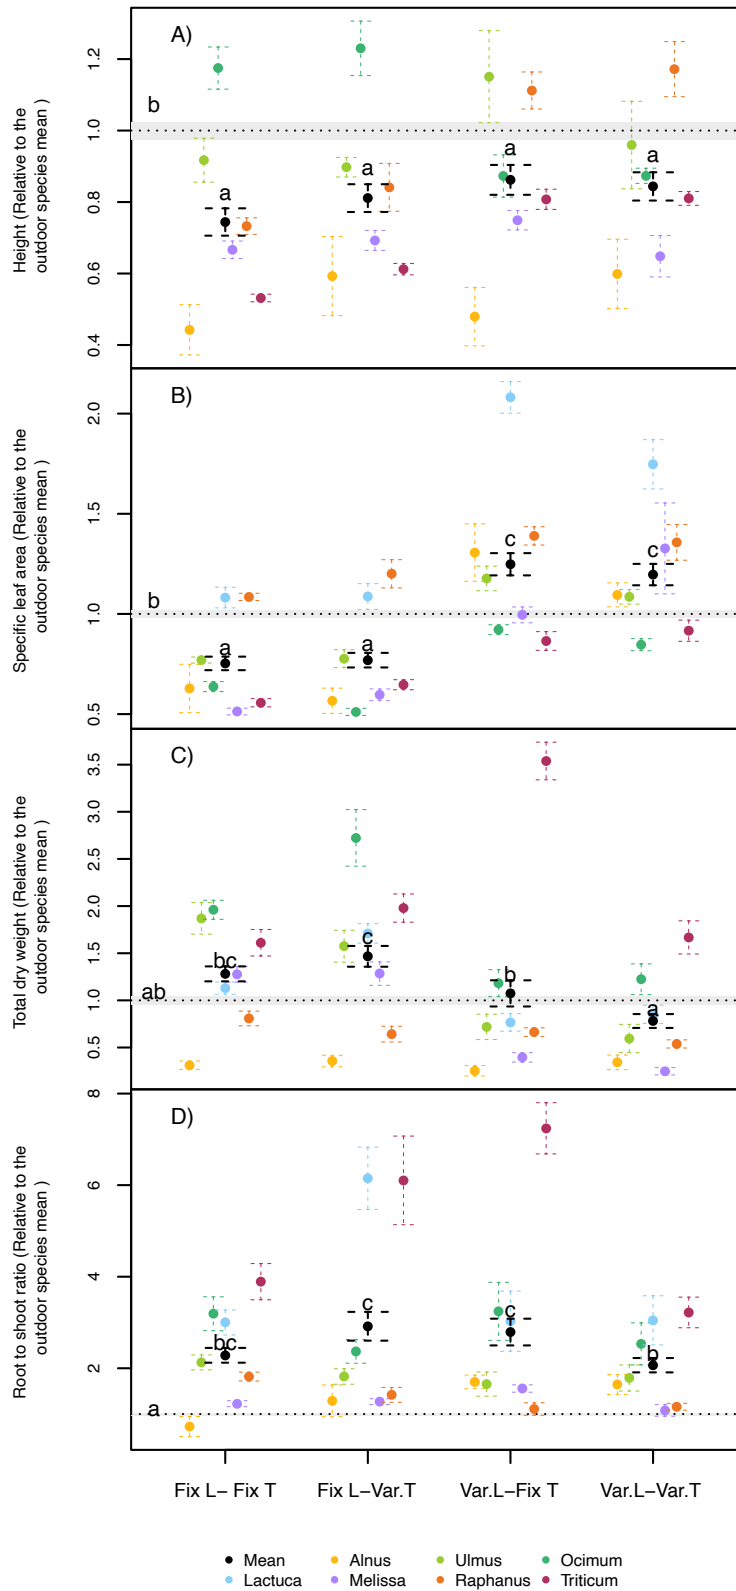 A)
Height (Relative to the
outdoor species mean )
0.4 0.6 0.8 1.0 1.2
b
a a a a
B)
Specific leaf area (Relative to the
outdoor species mean )
0.5 1.0 1.5 2.0
b
a a c c
C)
Total dry weight (Relative to the
outdoor species mean )
0.5 1.0 1.5 2.0 2.5 3.0 3.5
ab
bc c b a
D)
Root to shoot ratio (Relative to the
outdoor species mean )
2 4 6 8
a
bc c c b
Fix L− Fix T Fix L−Var.T Var.L−Fix T Var.L−Var.T
Mean Alnus Ulmus Ocimum
Lactuca Melissa Raphanus Triticum